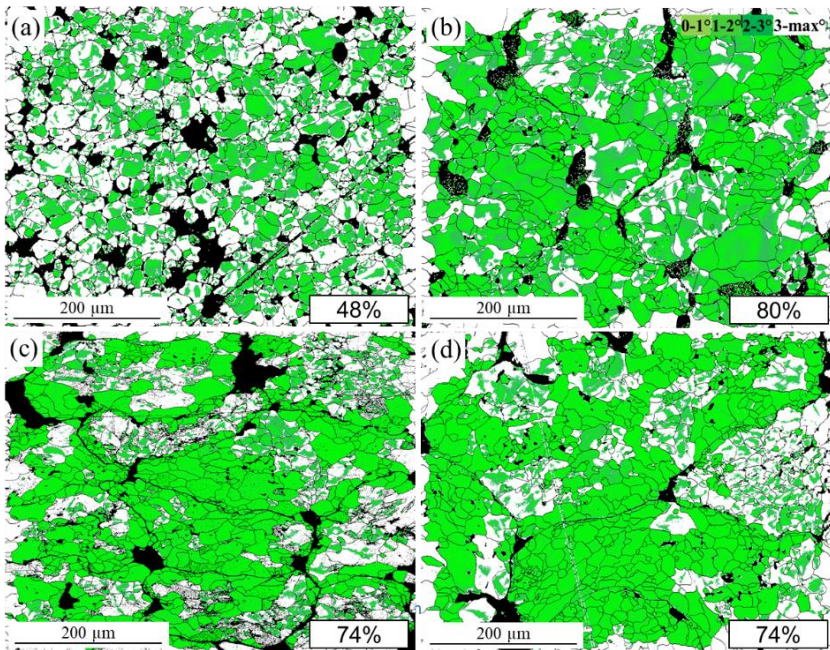 (a)
(b) 0-1° 1-2° 2-3° 3-max°
200 µm 48%
200 µm 80%
(c)
(d)
200 µm 74%
200 µm 74%